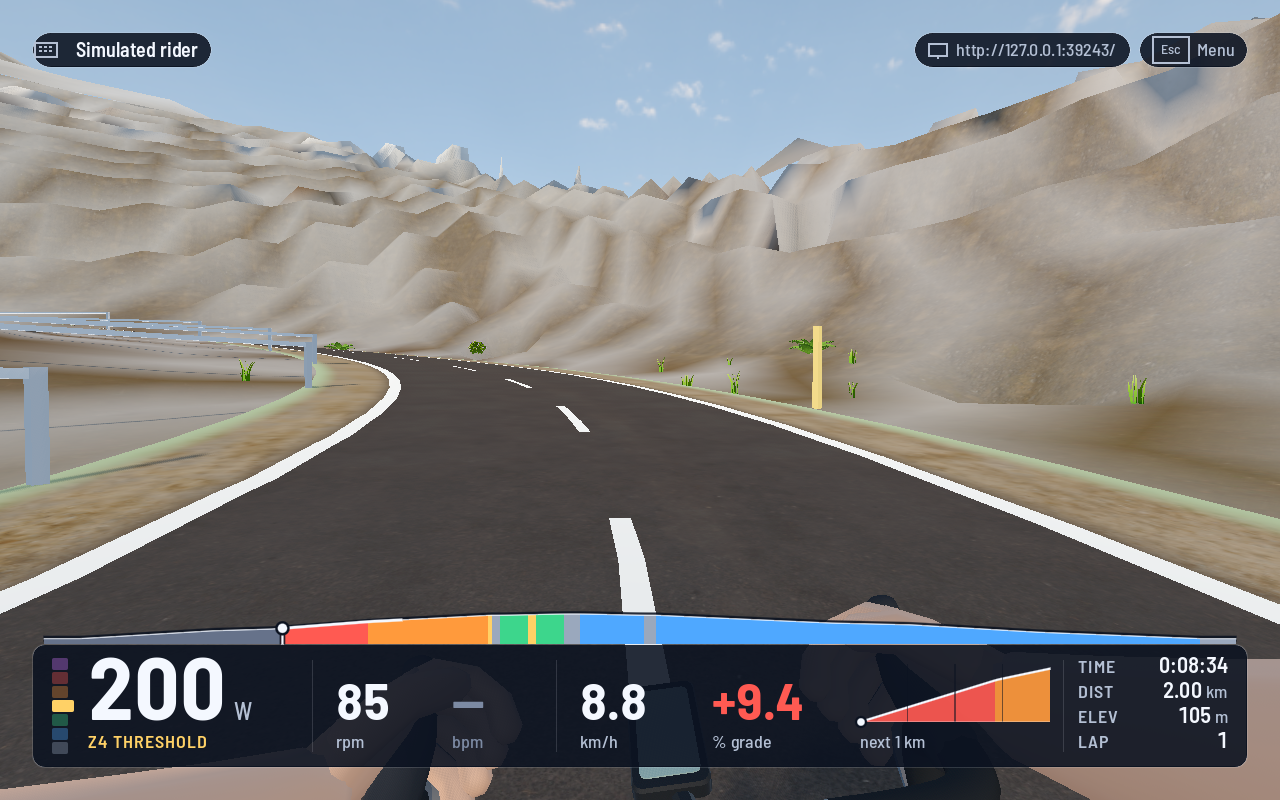 Simulated rider
http://127.0.0.1:39243/
Esc Menu
200 W
Z4 THRESHOLD
85
rpm
—
bpm
8.8
km/h
+9.4
% grade
next 1 km
TIME 0:08:34
DIST 2.00 km
ELEV 105 m
LAP 1